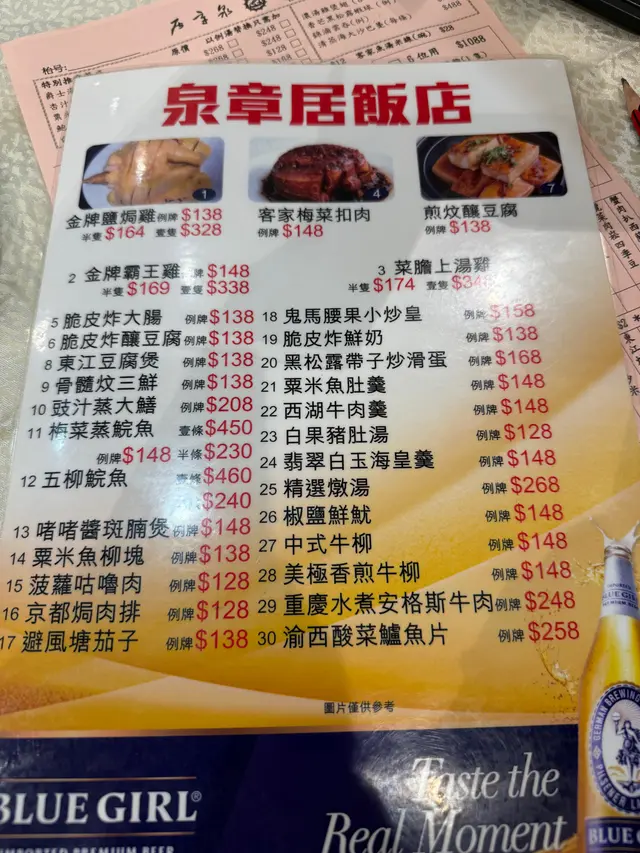 泉章居飯店
1
4
7
金牌鹽焗雞 例牌 $138
半隻 $164 壹隻 $328
客家梅菜扣肉
例牌 $148
煎炆釀豆腐
例牌 $138
2 金牌霸王雞 牌 $148
半隻 $169 壹隻 $338
3 菜膽上湯雞
半隻 $174 壹隻
5 脆皮炸大腸 例牌 $138
6 脆皮炸釀豆腐 例牌 $138
8 東江豆腐煲 例牌 $138
9 骨髓炆三鮮 例牌 $138
10 豉汁蒸大鱔 例牌 $208
11 梅菜蒸鯇魚 壹條 $450
例牌 $148 半條 $230
12 五柳鯇魚 壹條 $460
$240
13 啫啫醬斑腩煲 例牌 $148
14 粟米魚柳塊 例牌 $138
15 菠蘿咕嚕肉 例牌 $128
16 京都焗肉排 例牌 $128
17 避風塘茄子 例牌 $138
18 鬼馬腰果小炒皇 例牌 $158
19 脆皮炸鮮奶 例牌 $138
20 黑松露帶子炒滑蛋 例牌 $168
21 粟米魚肚羹 例牌 $148
22 西湖牛肉羹 例牌 $148
23 白果豬肚湯 例牌 $128
24 翡翠白玉海皇羹 例牌 $148
25 精選燉湯 例牌 $268
26 椒鹽鮮魷 例牌 $148
27 中式牛柳 例牌 $148
28 美極香煎牛柳 例牌 $148
29 重慶水煮安格斯牛肉 例牌 $248
30 渝西酸菜鱸魚片 例牌 $258
圖片僅供參考
BLUE GIRL®
IMPORTED PREMIUM BEER
Taste the
Real Moment